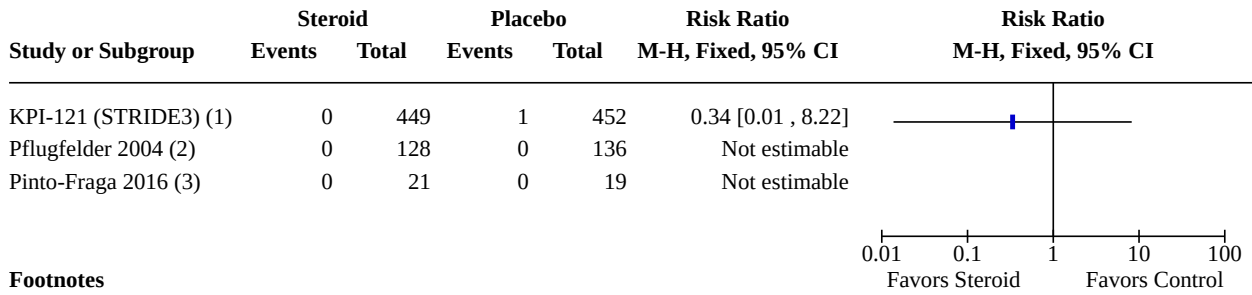 Steroid Placebo Risk Ratio Risk Ratio
Study or Subgroup Events Total Events Total M-H, Fixed, 95% CI M-H, Fixed, 95% CI
KPI-121 (STRIDE3) (1) 0 449 1 452 0.34 [0.01 , 8.22]
Pflugfelder 2004 (2) 0 128 0 136 Not estimable
Pinto-Fraga 2016 (3) 0 21 0 19 Not estimable
0.01 0.1 1 10 100
Footnotes Favors Steroid Favors Control